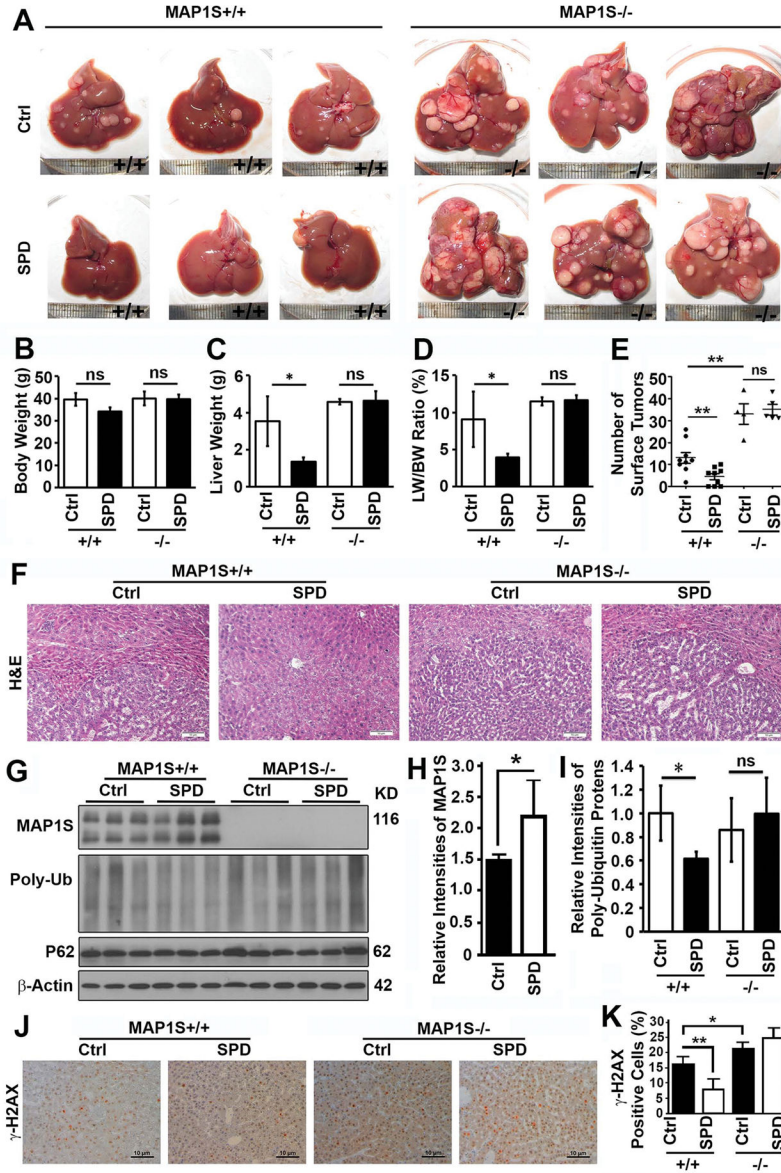 A
MAP1S+/+
MAP1S-/-
Ctrl
+/+
+/+
+/+
-/-
-/-
-/-
SPD
+/+
+/+
+/+
-/-
-/-
-/-
B
Body Weight (g)
50
40
30
20
10
0
ns
ns
Ctrl
SPD
Ctrl
SPD
+/+
-/-
C
Liver Weight (g)
6
4
2
0
*
ns
Ctrl
SPD
Ctrl
SPD
+/+
-/-
D
LW/BW Ratio (%)
16
12
8
4
0
*
ns
Ctrl
SPD
Ctrl
SPD
+/+
-/-
E
Number of
Surface Tumors
50
40
30
20
10
0
**
ns
**
Ctrl
SPD
Ctrl
SPD
+/+
-/-
F
MAP1S+/+
MAP1S-/-
Ctrl
SPD
Ctrl
SPD
H&E
G
MAP1S+/+
MAP1S-/-
Ctrl
SPD
Ctrl
SPD
KD
MAP1S
116
Poly-Ub
P62
62
β-Actin
42
H
Relative Intensities of MAP1S
3.0
2.5
2.0
1.5
1.0
0.5
0
*
Ctrl
SPD
I
Relative Intensities of
Poly-Ubiquitin Protens
1.4
1.2
1.0
0.8
0.6
0.4
0.2
0
*
ns
Ctrl
SPD
Ctrl
SPD
+/+
-/-
J
MAP1S+/+
MAP1S-/-
Ctrl
SPD
Ctrl
SPD
γ-H2AX
10 μm
10 μm
10 μm
10 μm
K
γ-H2AX
Positive Cells (%)
30
25
20
15
10
5
0
*
**
Ctrl
SPD
Ctrl
SPD
+/+
-/-